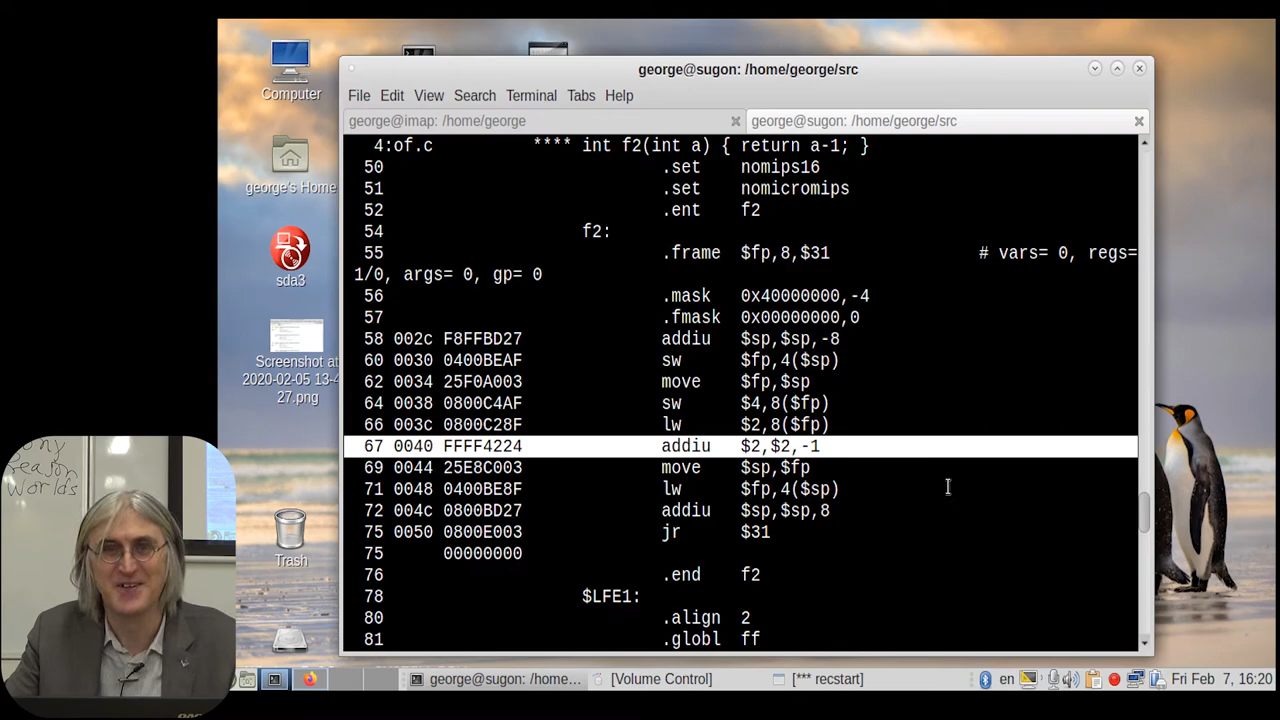 george@sugon: /home/george/src
Computer
File Edit View Search Terminal Tabs Help
george@imap: /home/george
george@sugon: /home/george/src
4:of.c **** int f2(int a) { return a-1; }
50 .set nomips16
51 .set nomicromips
52 .ent f2
54 f2:
55 .frame $fp,8,$31 # vars= 0, regs=
1/0, args= 0, gp= 0
56 .mask 0x40000000,-4
57 .fmask 0x00000000,0
58 002c F8FFBD27 addiu $sp,$sp,-8
60 0030 0400BEAF sw $fp,4($sp)
62 0034 25F0A003 move $fp,$sp
64 0038 0800C4AF sw $4,8($fp)
66 003c 0800C28F lw $2,8($fp)
67 0040 FFFF4224 addiu $2,$2,-1
69 0044 25E8C003 move $sp,$fp
71 0048 0400BE8F lw $fp,4($sp)
72 004c 0800BD27 addiu $sp,$sp,8
75 0050 0800E003 jr $31
75 00000000
76 .end f2
78 $LFE1:
80 .align 2
81 .globl ff
george's Home
sda3
Screenshot at
2020-02-05 13-4
27.png
Trash
eason
Worlds
george@sugon: /home...
[Volume Control]
[*** recstart]
en
Fri Feb 7, 16:20